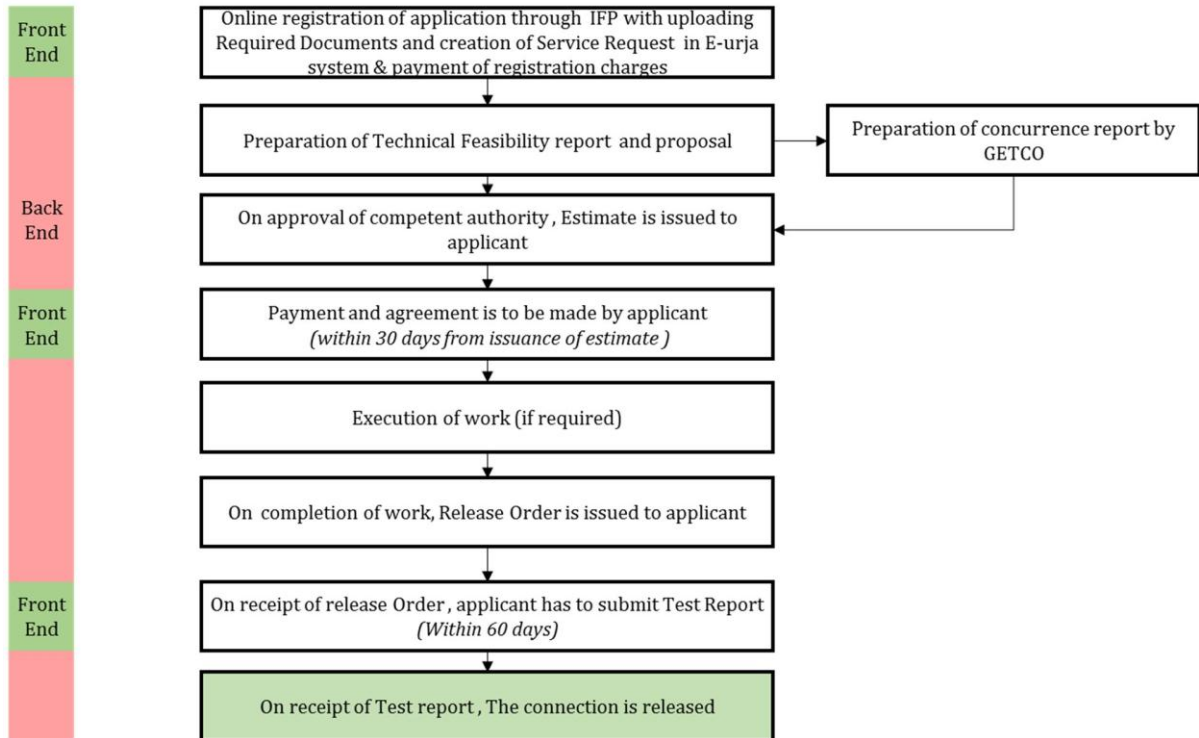 Front
End
Online registration of application through IFP with uploading
Required Documents and creation of Service Request in E-urja
system & payment of registration charges
Back
End
Preparation of Technical Feasibility report and proposal
Preparation of concurrence report by
GETCO
On approval of competent authority , Estimate is issued to
applicant
Front
End
Payment and agreement is to be made by applicant
(within 30 days from issuance of estimate )
Execution of work (if required)
On completion of work, Release Order is issued to applicant
Front
End
On receipt of release Order , applicant has to submit Test Report
(Within 60 days)
On receipt of Test report , The connection is released